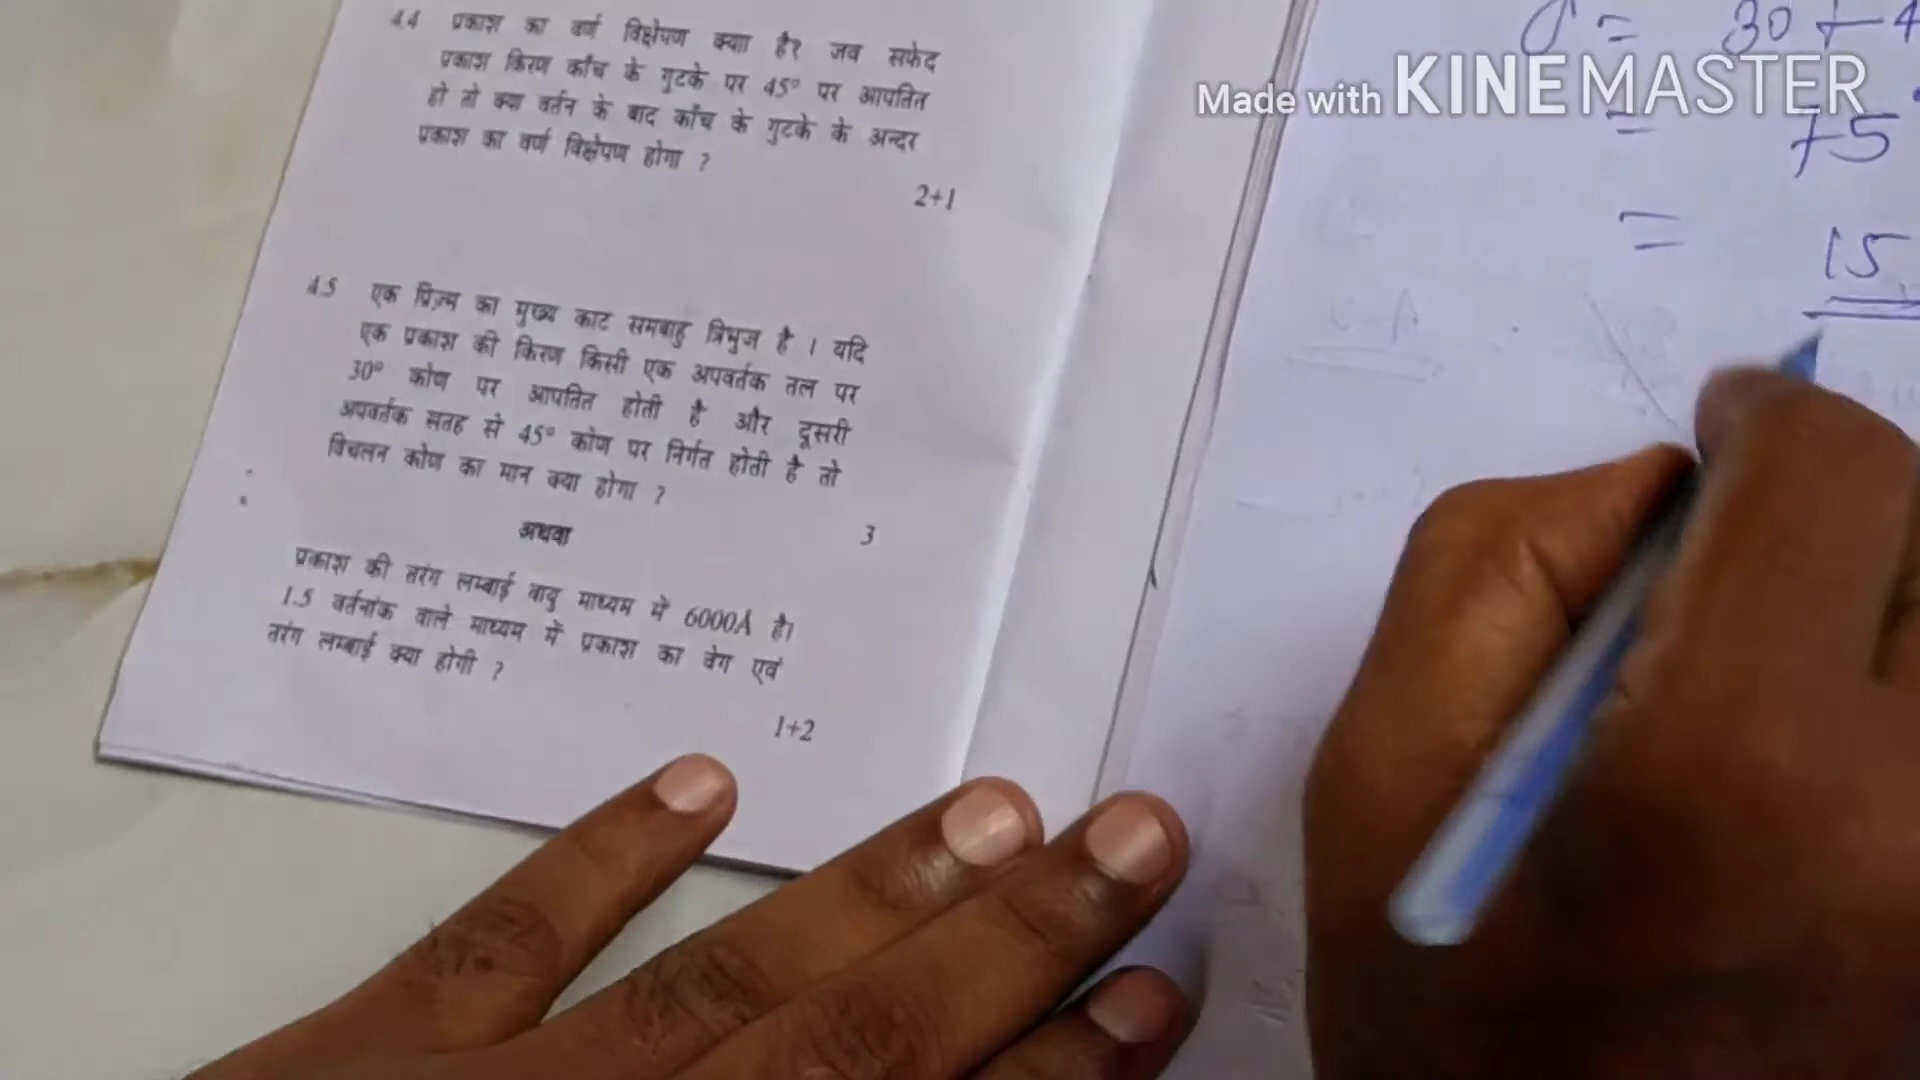 4.4 प्रकाश का वर्ण विक्षेपण क्या है? जब सफेद
प्रकाश किरण काँच के गुटके पर 45° पर आपतित
हो तो क्या वर्तन के बाद काँच के गुटके के अन्दर
प्रकाश का वर्ण विक्षेपण होगा ?
2+1
4.5 एक प्रिज्म का मुख्य काट समबाहु त्रिभुज है । यदि
एक प्रकाश की किरण किसी एक अपवर्तक तल पर
30° कोण पर आपतित होती है और दूसरी
अपवर्तक सतह से 45° कोण पर निर्गत होती है तो
विचलन कोण का मान क्या होगा ?
3
अथवा
प्रकाश की तरंग लम्बाई वायु माध्यम में 6000Å है।
1.5 वर्तनांक वाले माध्यम में प्रकाश का वेग एवं
तरंग लम्बाई क्या होगी ?
1+2
= 30 + 4
Made with KINEMASTER
= 75
= 15